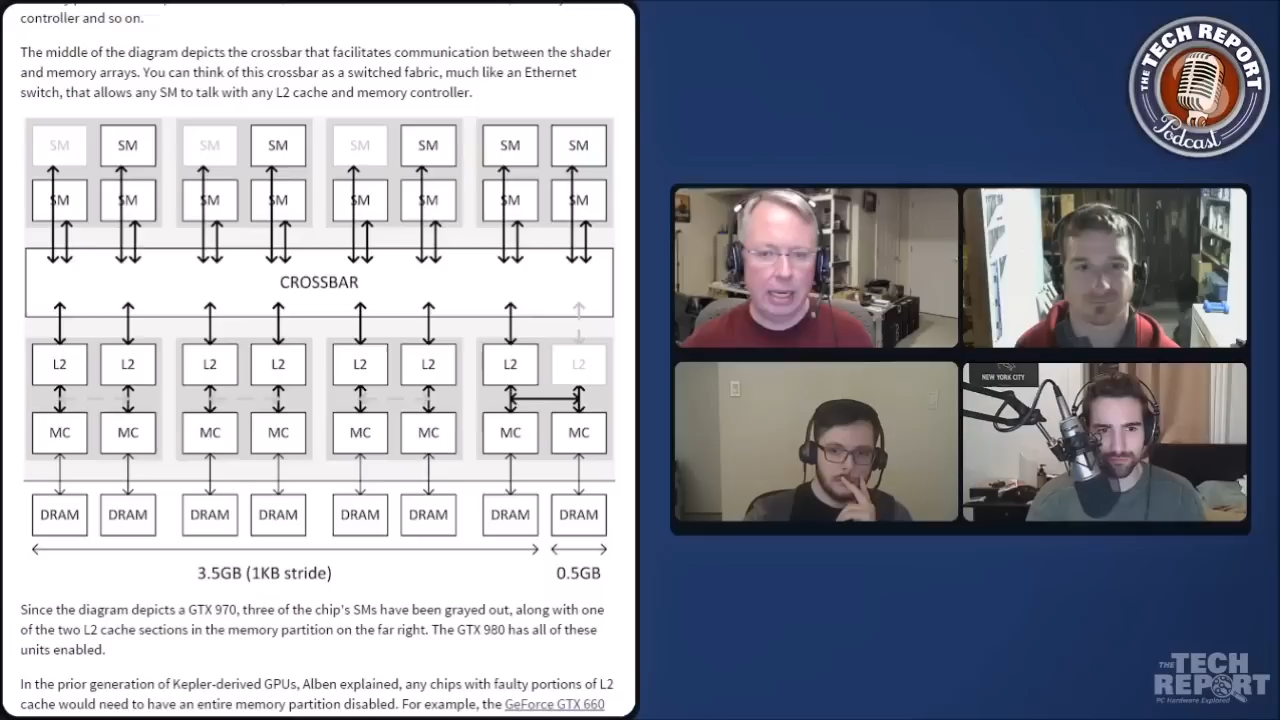 controller and so on.
The middle of the diagram depicts the crossbar that facilitates communication between the shader
and memory arrays. You can think of this crossbar as a switched fabric, much like an Ethernet
switch, that allows any SM to talk with any L2 cache and memory controller.
SM SM SM SM SM SM SM SM
SM SM SM SM SM SM SM SM
CROSSBAR
L2 L2 L2 L2 L2 L2 L2 L2
MC MC MC MC MC MC MC MC
DRAM DRAM DRAM DRAM DRAM DRAM DRAM DRAM
3.5GB (1KB stride) 0.5GB
Since the diagram depicts a GTX 970, three of the chip's SMs have been grayed out, along with one
of the two L2 cache sections in the memory partition on the far right. The GTX 980 has all of these
units enabled.
In the prior generation of Kepler-derived GPUs, Alben explained, any chips with faulty portions of L2
cache would need to have an entire memory partition disabled. For example, the GeForce GTX 660
THE TECH REPORT
Podcast
NEW YORK CITY
THE TECH
REPORT
PC Hardware Explored